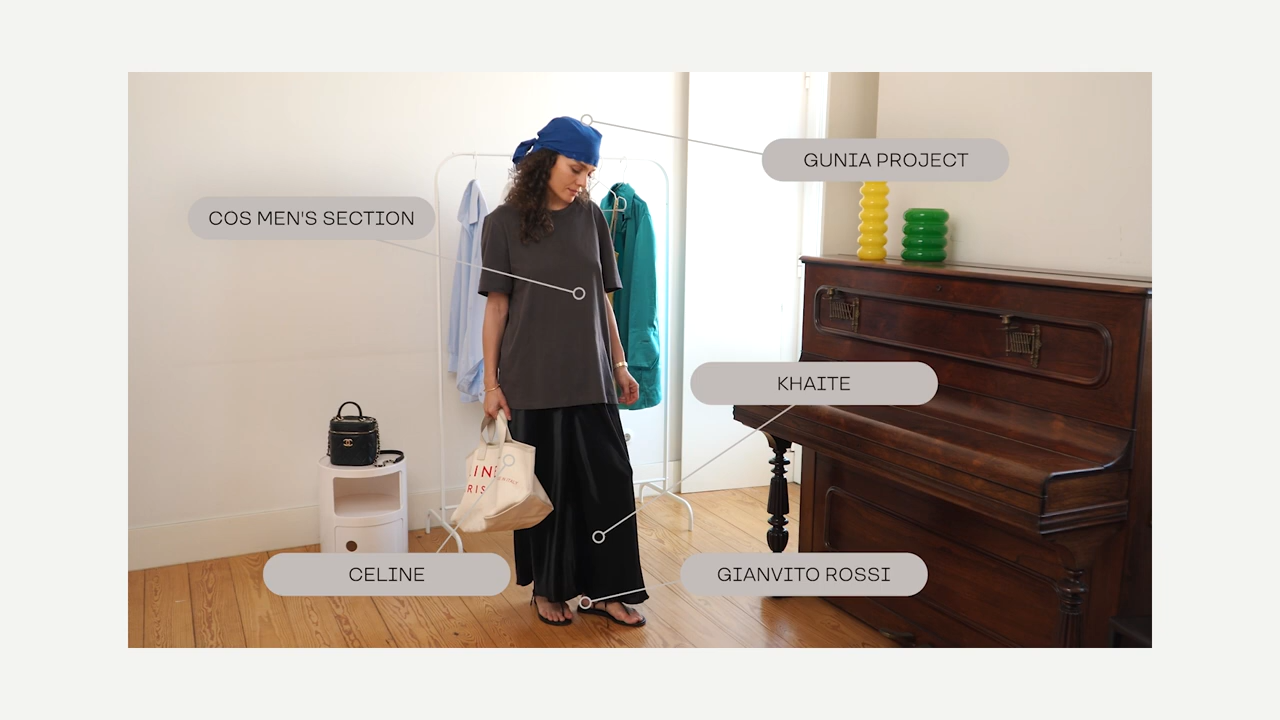 GUNIA PROJECT
COS MEN'S SECTION
KHAITE
CELINE
GIANVITO ROSSI